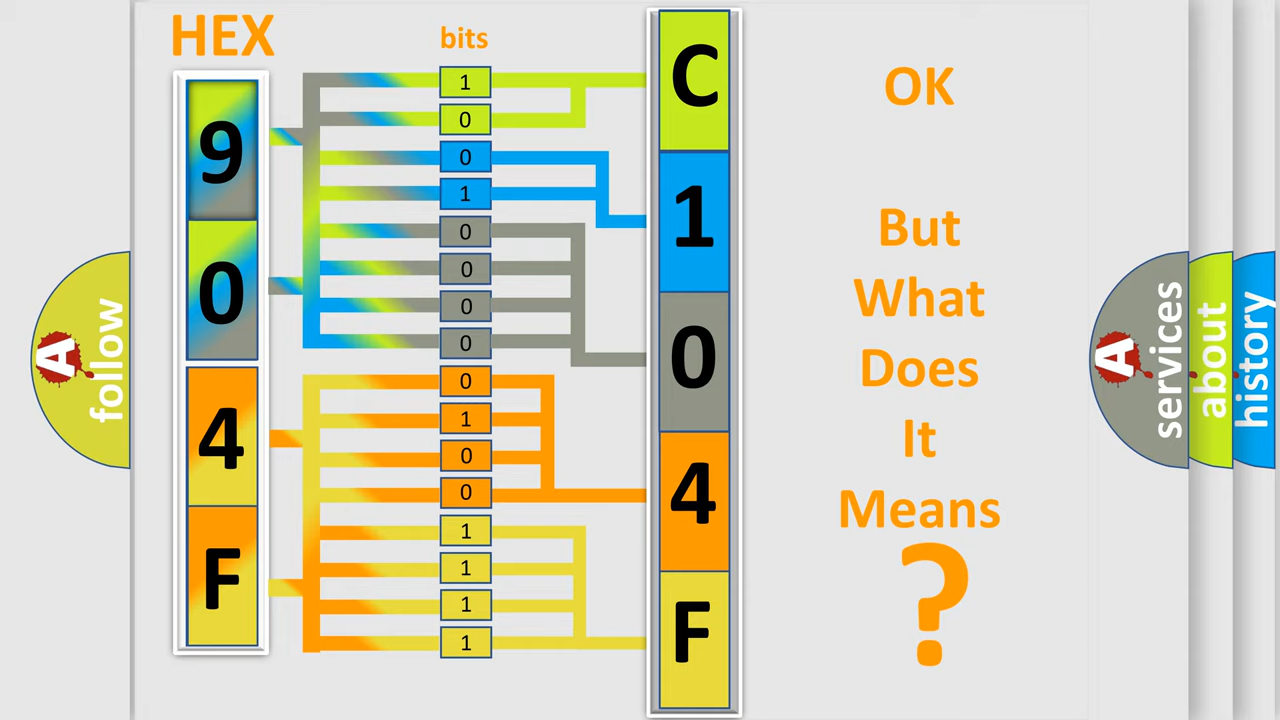 HEX
bits
9
0
4
F
1
0
0
1
0
0
0
0
0
1
0
0
1
1
1
1
C
1
0
4
F
OK
But
What
Does
It
Means
?
A
follow
A
services
about
history